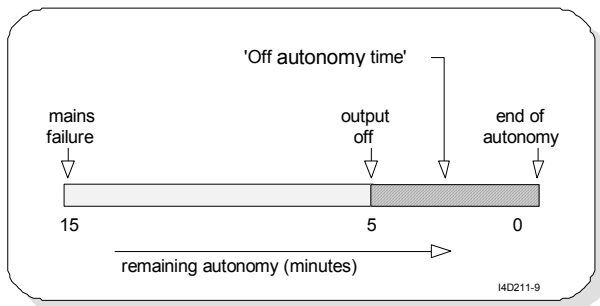 'Off autonomy time'
mains
failure
output
off
end of
autonomy
15
5
0
remaining autonomy (minutes)
I4D211-9